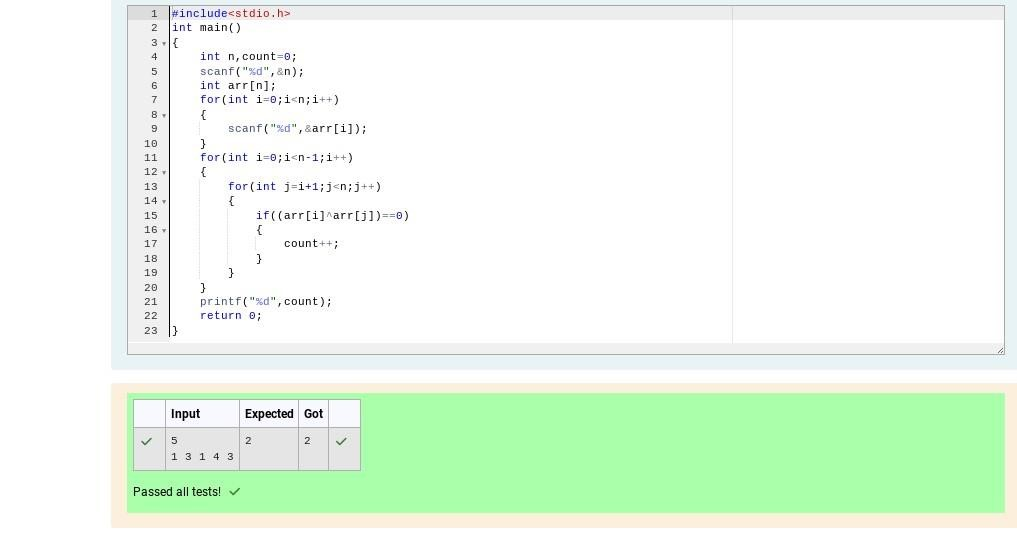 1 #include<stdio.h>
2 int main()
3 {
4     int n,count=0;
5     scanf("%d",&n);
6     int arr[n];
7     for(int i=0;i<n;i++)
8     {
9         scanf("%d",&arr[i]);
10     }
11     for(int i=0;i<n-1;i++)
12     {
13         for(int j=i+1;j<n;j++)
14         {
15             if((arr[i]^arr[j])==0)
16             {
17                 count++;
18             }
19         }
20     }
21     printf("%d",count);
22     return 0;
23 }
Input Expected Got
5 2 2
1 3 1 4 3
Passed all tests!